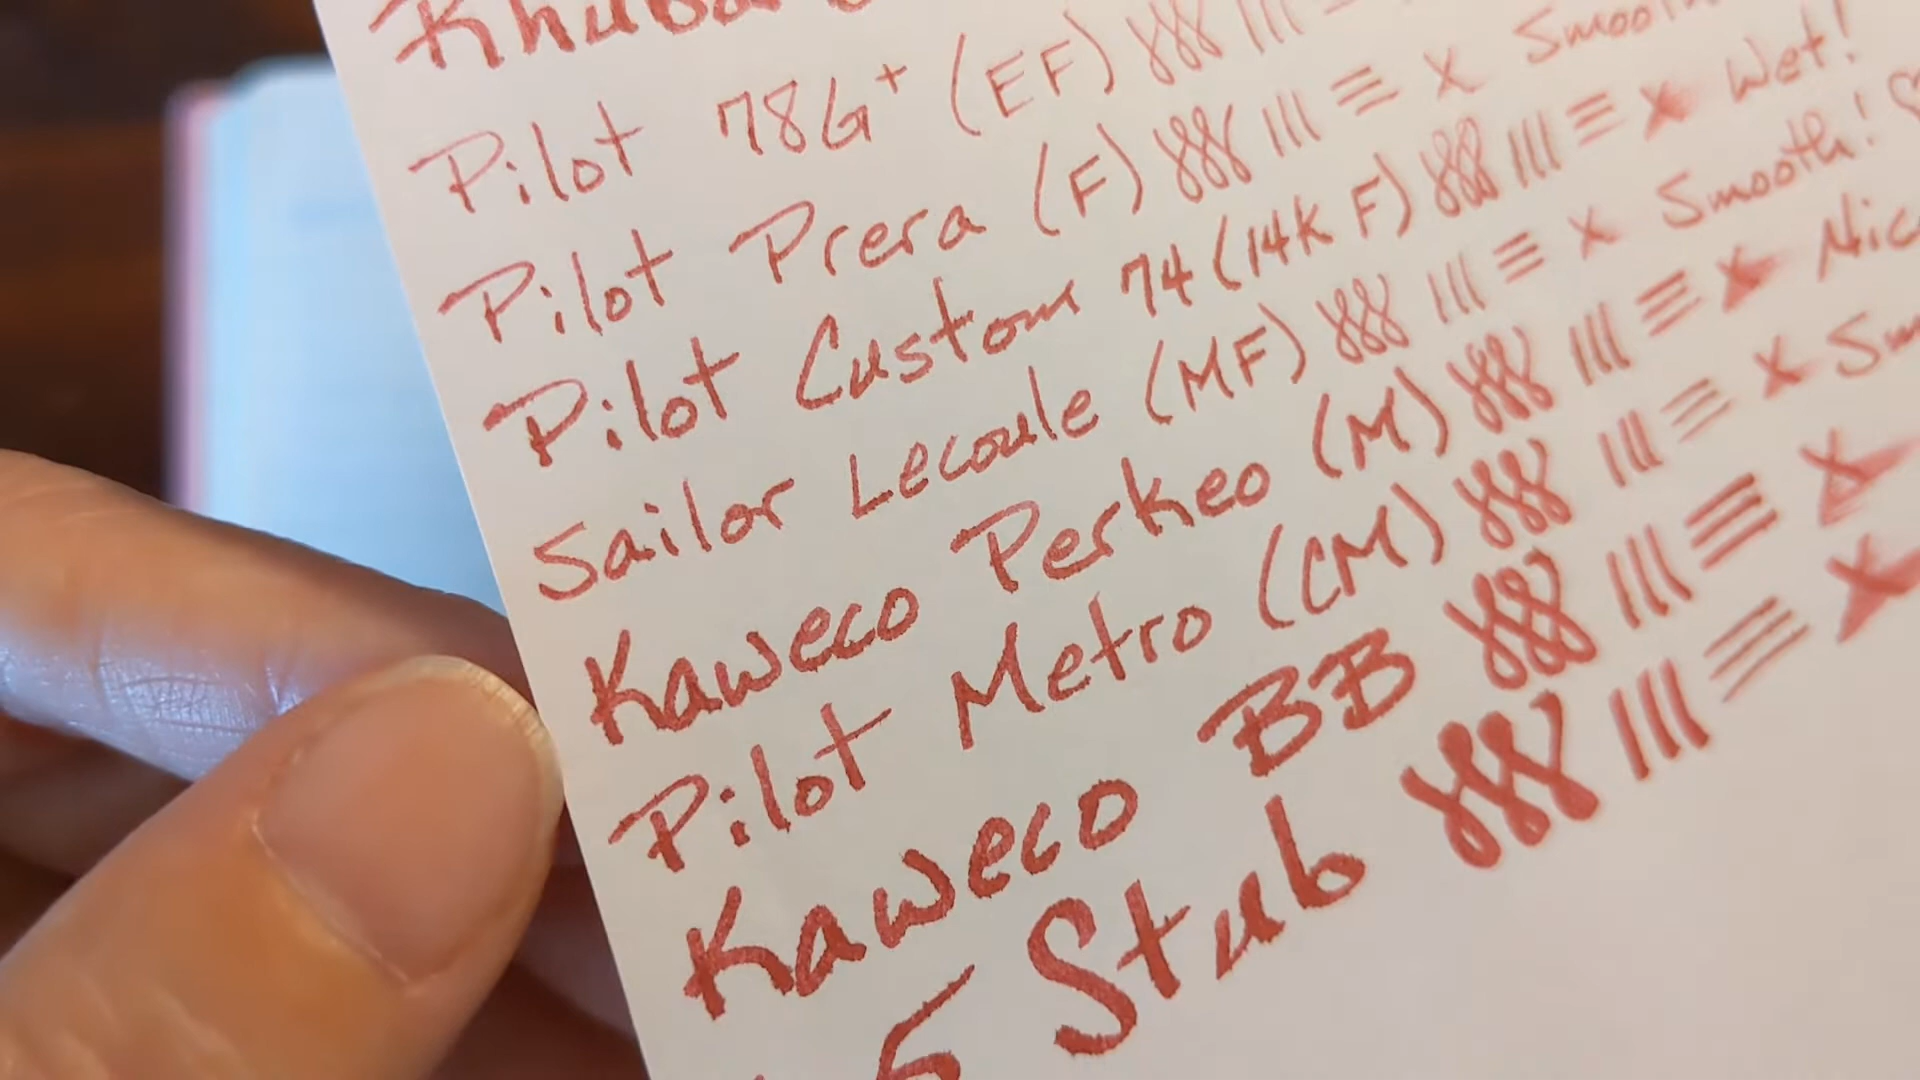 Pilot 78G+ (EF)
Pilot Prera (F) X Smooth
Pilot Custom 74 (14K F) X Wet!
Sailor Lecoule (MF) X Smooth!
Kaweco Perkeo (M) X
Pilot Metro (CM) X
Kaweco BB X
5 Stub X